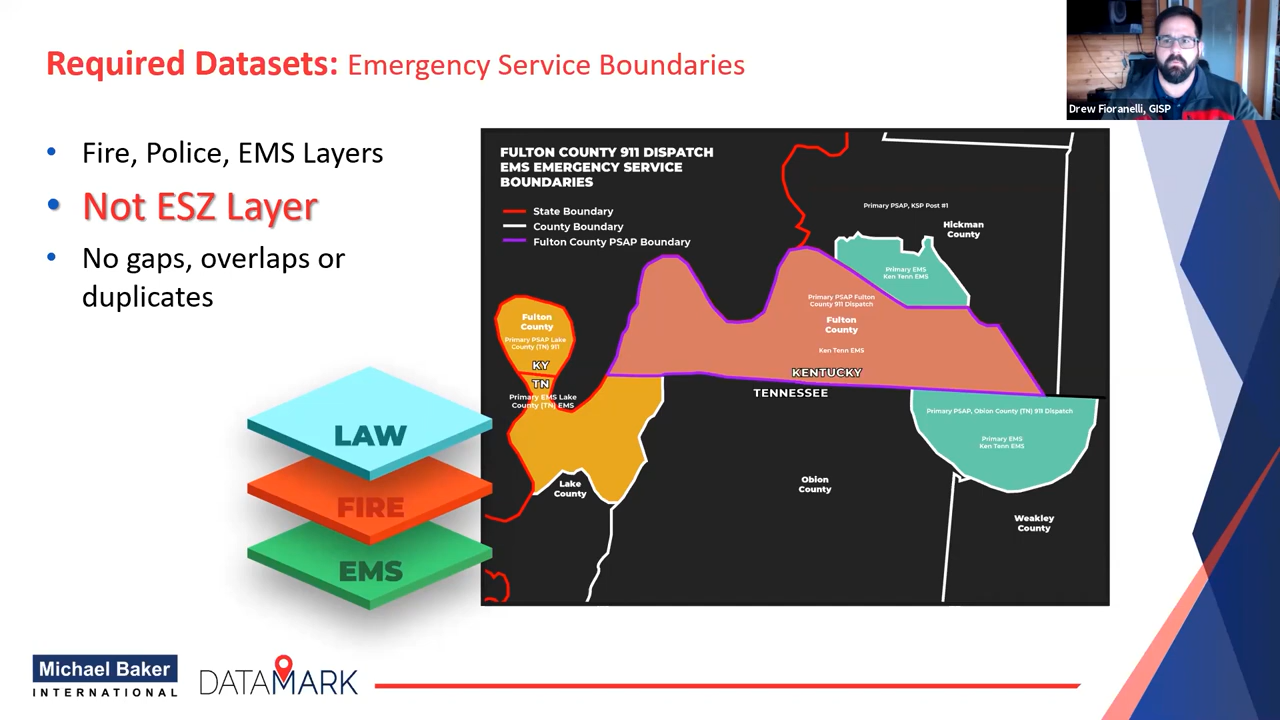 Required Datasets: Emergency Service Boundaries
Drew Fioranelli, GISP
• Fire, Police, EMS Layers
• Not ESZ Layer
• No gaps, overlaps or
duplicates
LAW
FIRE
EMS
FULTON COUNTY 911 DISPATCH
EMS EMERGENCY SERVICE
BOUNDARIES
State Boundary
County Boundary
Fulton County PSAP Boundary
Primary PSAP, KSP Post #1
Hickman
County
Primary EMS
Ken Tenn EMS
Primary PSAP Fulton
County 911 Dispatch
Fulton
County
Ken Tenn EMS
KENTUCKY
TENNESSEE
Fulton
County
Primary PSAP Lake
County (TN) 911
KY
TN
Primary EMS Lake
County (TN) EMS
Lake
County
Obion
County
Primary PSAP, Obion County (TN) 911 Dispatch
Primary EMS
Ken Tenn EMS
Weakley
County
Michael Baker
INTERNATIONAL
DATAMARK